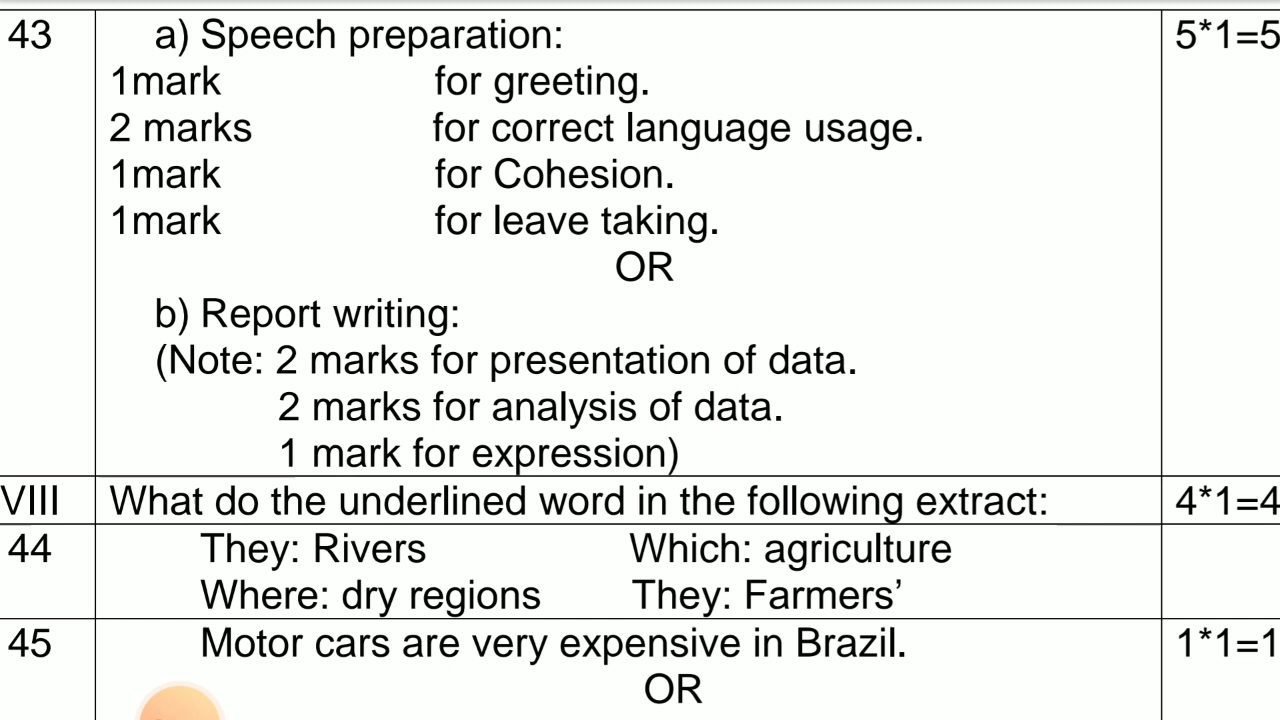 43 a) Speech preparation: 5*1=5
1mark for greeting.
2 marks for correct language usage.
1mark for Cohesion.
1mark for leave taking.
OR
b) Report writing:
(Note: 2 marks for presentation of data.
2 marks for analysis of data.
1 mark for expression)
VIII What do the underlined word in the following extract: 4*1=4
44 They: Rivers Which: agriculture
Where: dry regions They: Farmers’
45 Motor cars are very expensive in Brazil. 1*1=1
OR